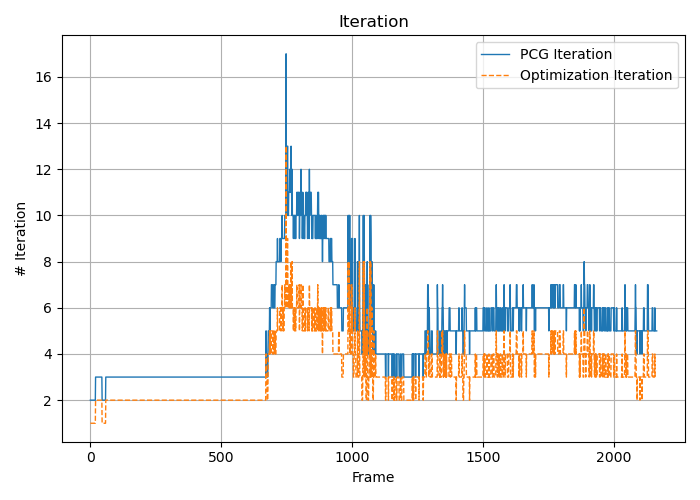 Iteration
PCG Iteration
Optimization Iteration
# Iteration
16
14
12
10
8
6
4
2
0
500
1000
1500
2000
Frame